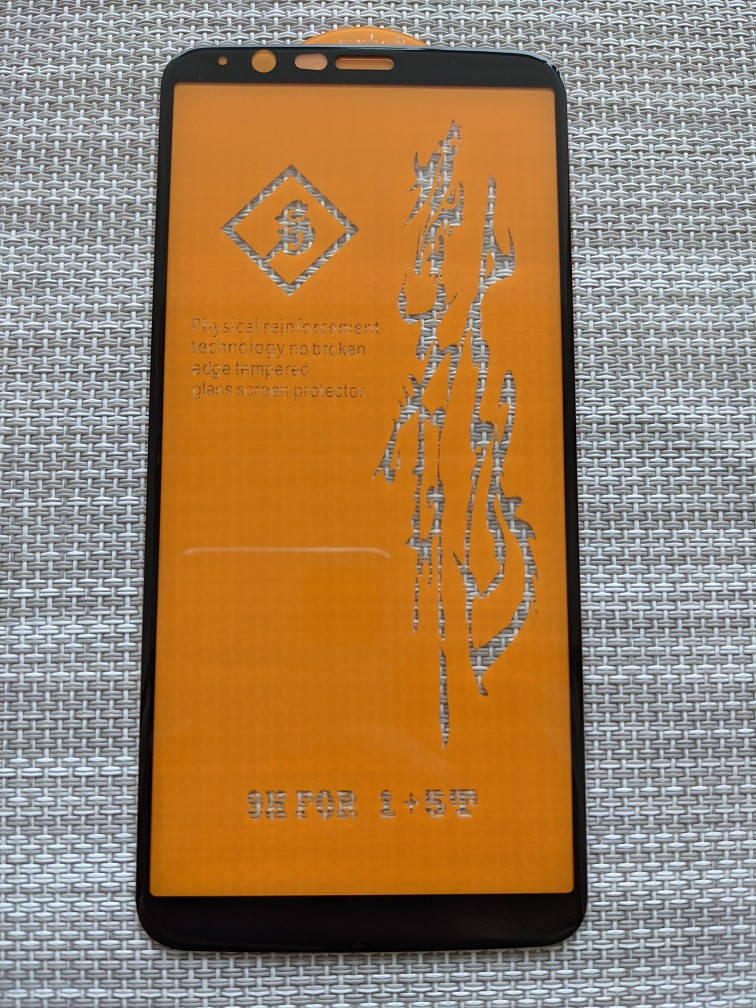 Physical reinforcement
technology no broken
edge tempered
glass screen protector
9H FOR 1+5T